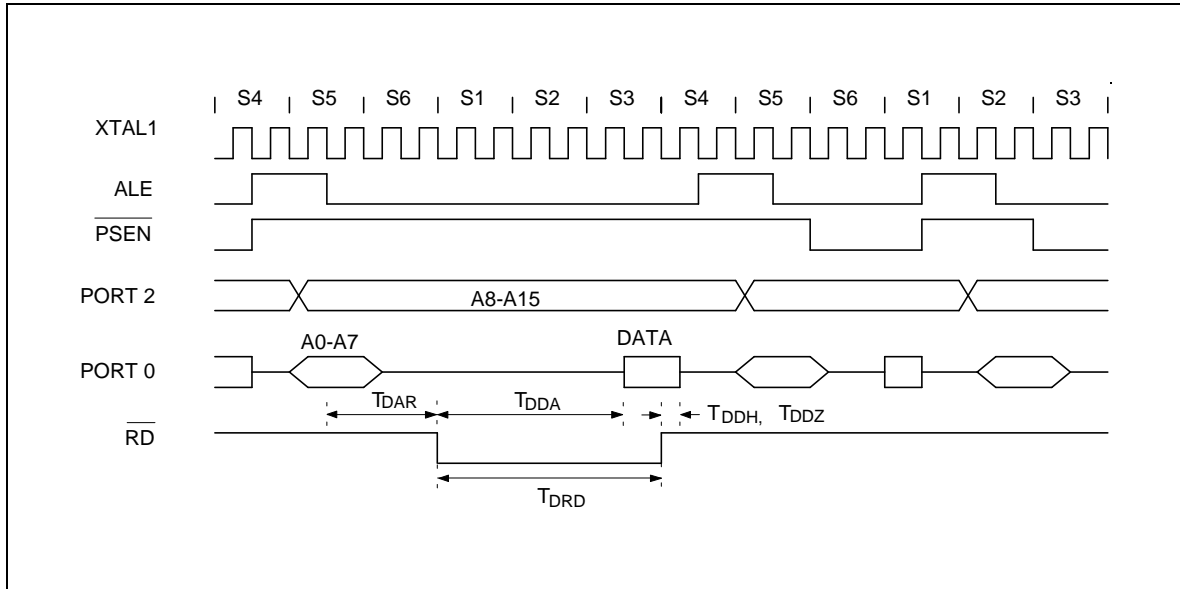 S4 S5 S6 S1 S2 S3 S4 S5 S6 S1 S2 S3
XTAL1
ALE
PSEN
PORT 2
A8-A15
A0-A7
DATA
PORT 0
TDAR
TDDA
TDDH, TDDZ
RD
TDRD